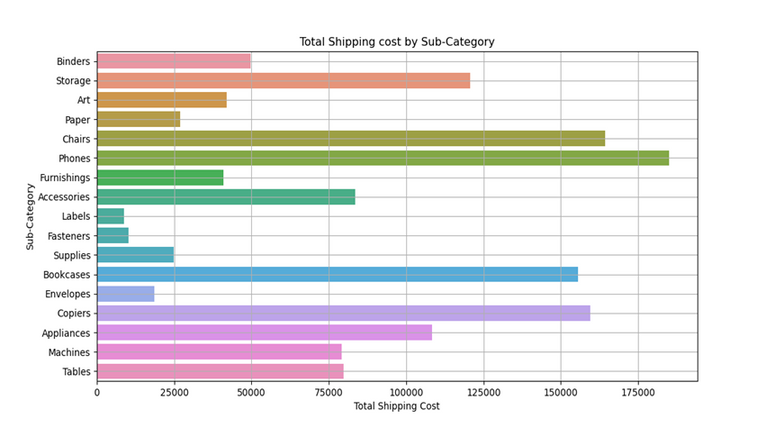 Total Shipping cost by Sub-Category
Sub-Category
Binders
Storage
Art
Paper
Chairs
Phones
Furnishings
Accessories
Labels
Fasteners
Supplies
Bookcases
Envelopes
Copiers
Appliances
Machines
Tables
0 25000 50000 75000 100000 125000 150000 175000
Total Shipping Cost